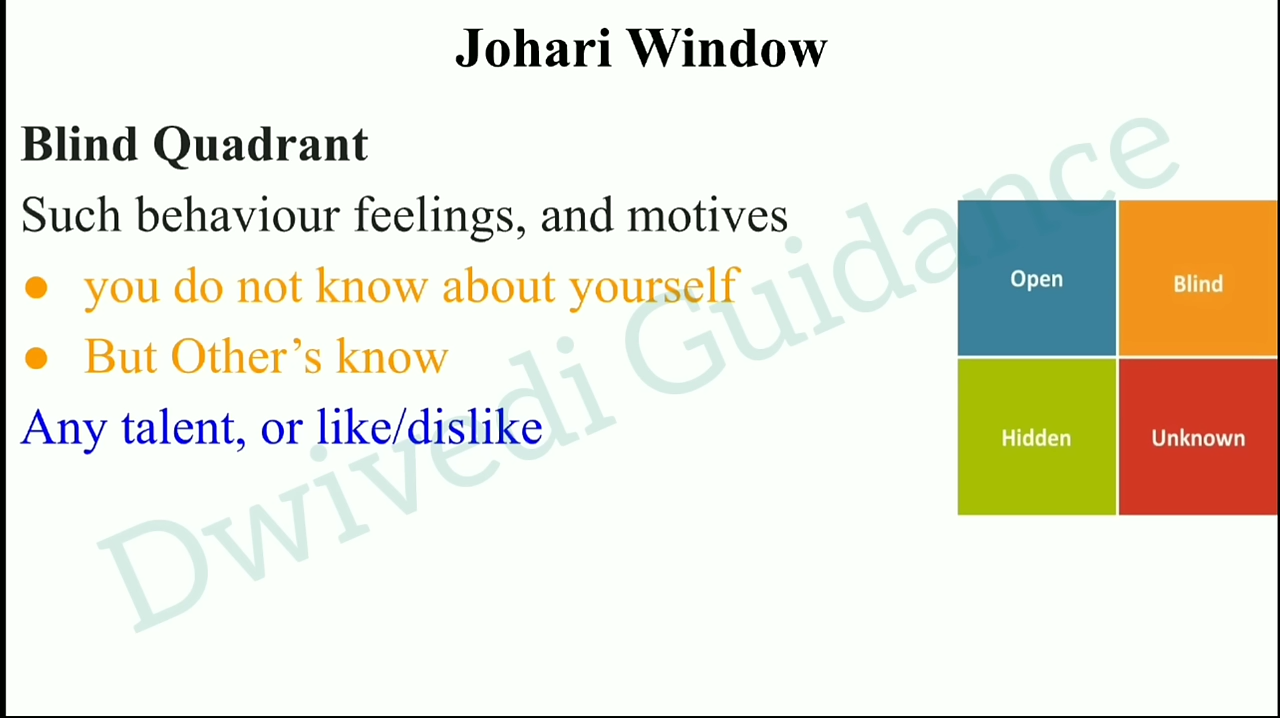 Johari Window
Blind Quadrant
Such behaviour feelings, and motives
● you do not know about yourself
● But Other’s know
Any talent, or like/dislike
Open
Blind
Hidden
Unknown
Dwivedi Guidance